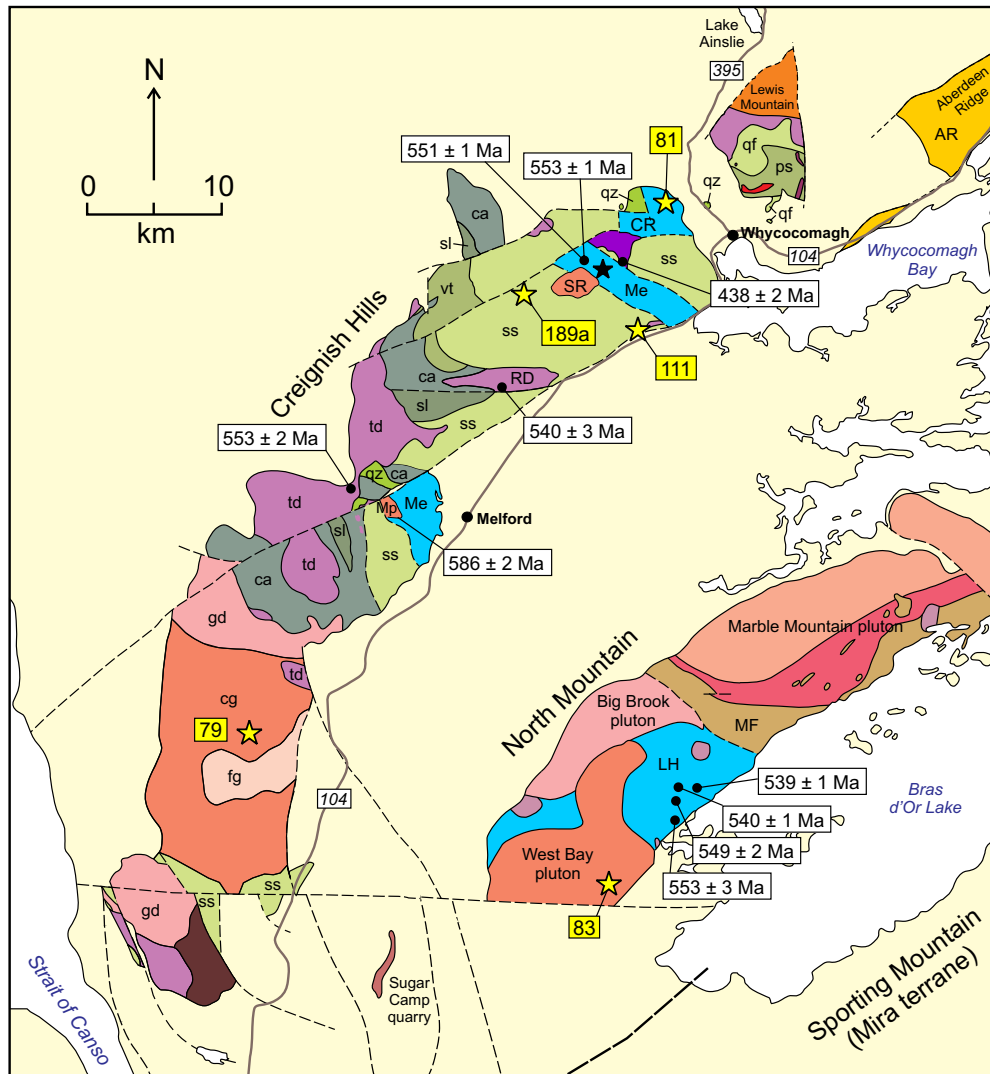 Lake
Ainslie
N
395
Aberdeen
Ridge
Lewis
Mountain
AR
0 10
km
551 ± 1 Ma
553 ± 1 Ma
81
qf
ps
qf
qz
qz
ca
CR
Whycocomagh
104
sl
ss
Whycocomagh
Bay
vt
SR
Me
438 ± 2 Ma
189a
ss
111
Creignish Hills
ca
RD
sl
540 ± 3 Ma
td
ss
553 ± 2 Ma
qz
ca
td
Mp
Me
Melford
sl
ss
td
586 ± 2 Ma
ca
gd
td
cg
79
fg
104
North Mountain
Marble Mountain pluton
Big Brook
pluton
MF
LH
539 ± 1 Ma
540 ± 1 Ma
549 ± 2 Ma
553 ± 3 Ma
Bras
d'Or Lake
West Bay
pluton
83
ss
ss
gd
Sugar
Camp
quarry
Strait of Canso
Sporting Mountain
(Mira terrane)